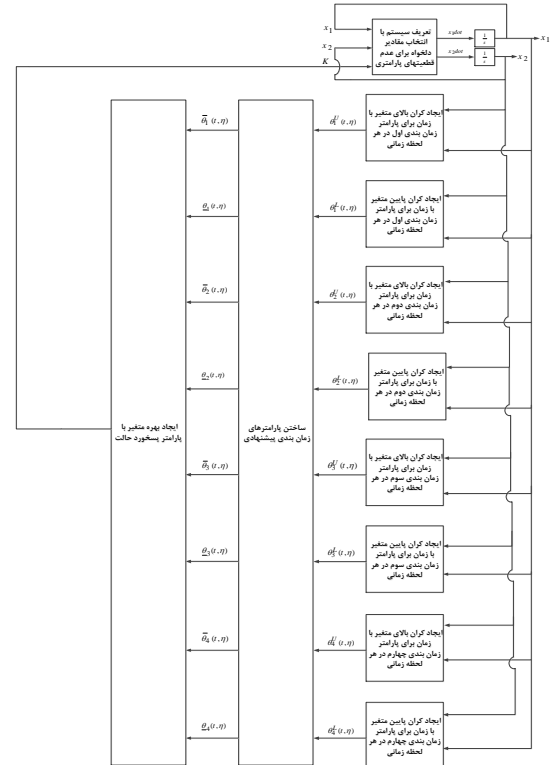 x1
x2
K
تعریف سیستم با
انتخاب مقادیر
دلخواه برای عدم
قطعیتهای پارامتری
x1dot
x2dot
1/s
1/s
x1
x2
ایجاد کران بالای متغیر
با زمان برای پارامتر
زمان بندی اول در هر
لحظه زمانی
θ1^U (t,η)
θ̅1 (t,η)
ایجاد کران پایین متغیر
با زمان برای پارامتر
زمان بندی اول در هر
لحظه زمانی
θ1^L (t,η)
θ̲1 (t,η)
ایجاد کران بالای متغیر با
زمان برای پارامتر
زمان بندی دوم در هر
لحظه زمانی
θ2^U (t,η)
θ̅2 (t,η)
ایجاد کران پایین متغیر
با زمان برای پارامتر
زمان بندی دوم در هر
لحظه زمانی
θ2^L (t,η)
θ̲2 (t,η)
ساختن پارامترهای
زمان بندی پیشنهادی
ایجاد بهره متغیر با
پارامتر پسخورد حالت
ایجاد کران بالای متغیر با
زمان برای پارامتر
زمان بندی سوم در هر
لحظه زمانی
θ3^U (t,η)
θ̅3 (t,η)
ایجاد کران پایین متغیر
با زمان برای پارامتر
زمان بندی سوم در هر
لحظه زمانی
θ3^L (t,η)
θ̲3 (t,η)
ایجاد کران بالای متغیر با
زمان برای پارامتر
زمان بندی چهارم در هر
لحظه زمانی
θ4^U (t,η)
θ̅4 (t,η)
ایجاد کران پایین متغیر
با زمان برای پارامتر
زمان بندی چهارم در هر
لحظه زمانی
θ4^L (t,η)
θ̲4 (t,η)